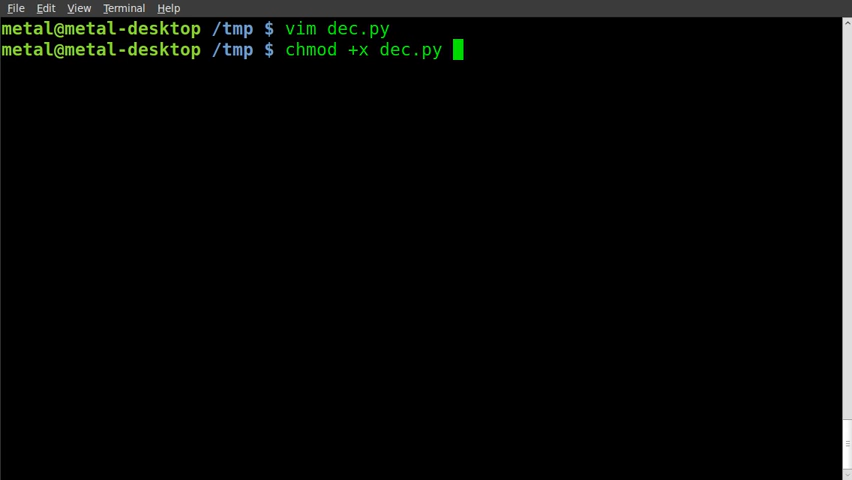 File Edit View Terminal Help
metal@metal-desktop /tmp $ vim dec.py
metal@metal-desktop /tmp $ chmod +x dec.py